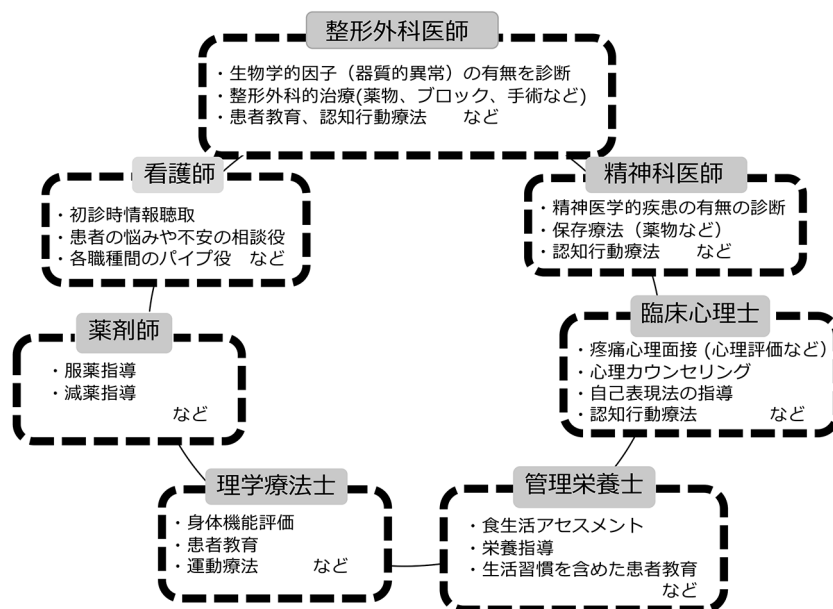 整形外科医師
・生物学的因子（器質的異常）の有無を診断
・整形外科的治療(薬物、ブロック、手術など)
・患者教育、認知行動療法　　など
看護師
・初診時情報聴取
・患者の悩みや不安の相談役
・各職種間のパイプ役　など
精神科医師
・精神医学的疾患の有無の診断
・保存療法（薬物など）
・認知行動療法　　など
薬剤師
・服薬指導
・減薬指導
など
臨床心理士
・疼痛心理面接 (心理評価など)
・心理カウンセリング
・自己表現法の指導
・認知行動療法　　　　など
理学療法士
・身体機能評価
・患者教育
・運動療法　　　など
管理栄養士
・食生活アセスメント
・栄養指導
・生活習慣を含めた患者教育
など